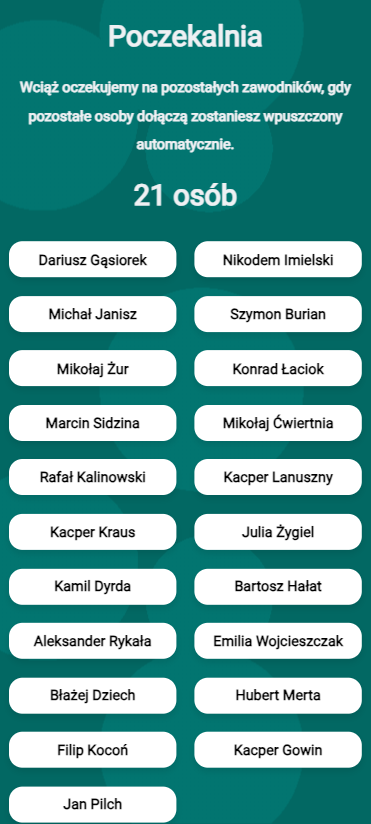 Poczekalnia
Wciąż oczekujemy na pozostałych zawodników, gdy
pozostałe osoby dołączą zostaniesz wpuszczony
automatycznie.
21 osób
Dariusz Gąsiorek
Nikodem Imielski
Michał Janisz
Szymon Burian
Mikołaj Żur
Konrad Łaciok
Marcin Sidzina
Mikołaj Ćwiertnia
Rafał Kalinowski
Kacper Lanuszny
Kacper Kraus
Julia Żygieł
Kamil Dyrda
Bartosz Hałat
Aleksander Rykała
Emilia Wojcieszczak
Błażej Dziech
Hubert Merta
Filip Kocoń
Kacper Gowin
Jan Pilch